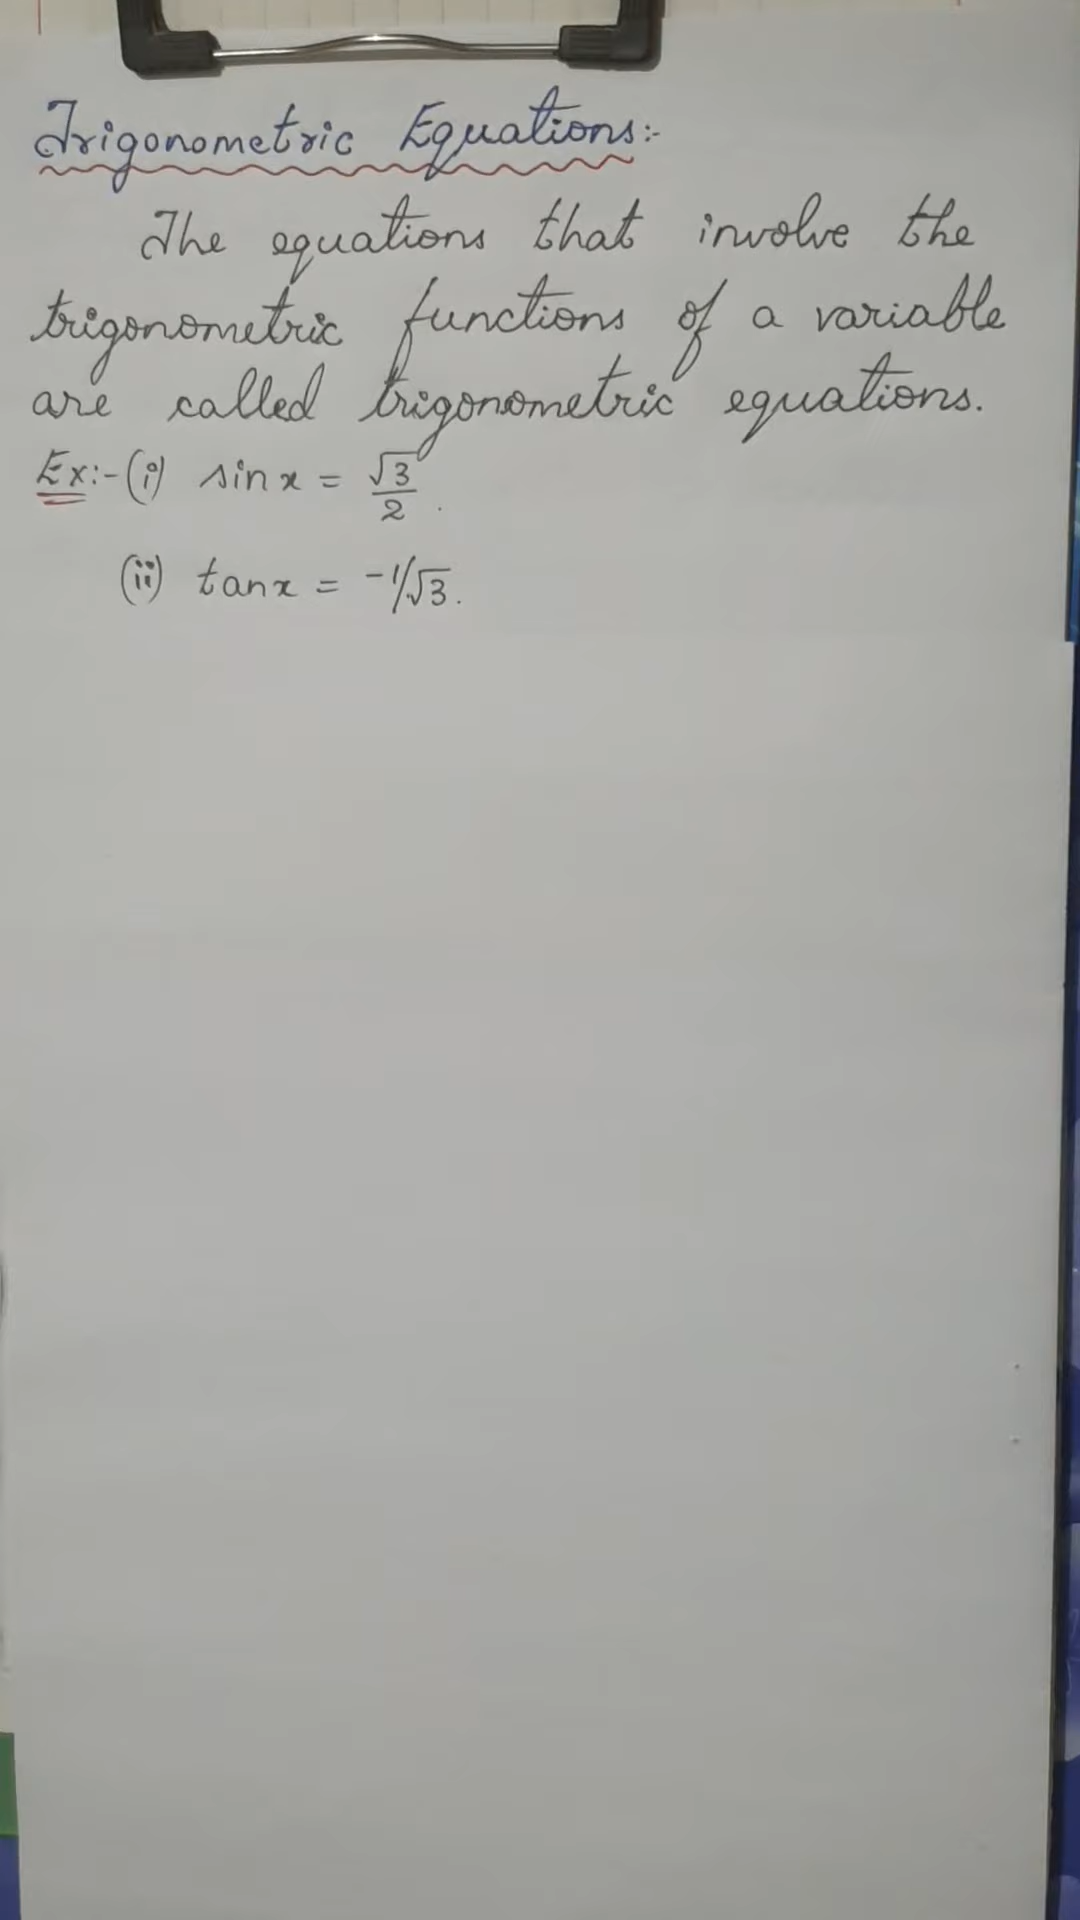 Trigonometric Equations:-
The equations that involve the
trigonometric functions of a variable
are called trigonometric equations.
Ex:- (i) sin x = √3/2.
(ii) tan x = -1/√3.